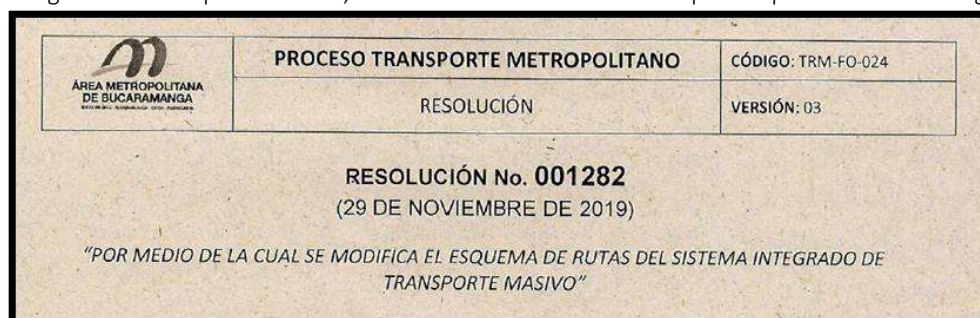 ÁREA METROPOLITANA
DE BUCARAMANGA
PROCESO TRANSPORTE METROPOLITANO
CÓDIGO: TRM-FO-024
RESOLUCIÓN
VERSIÓN: 03
RESOLUCIÓN No. 001282
(29 DE NOVIEMBRE DE 2019)
"POR MEDIO DE LA CUAL SE MODIFICA EL ESQUEMA DE RUTAS DEL SISTEMA INTEGRADO DE
TRANSPORTE MASIVO"